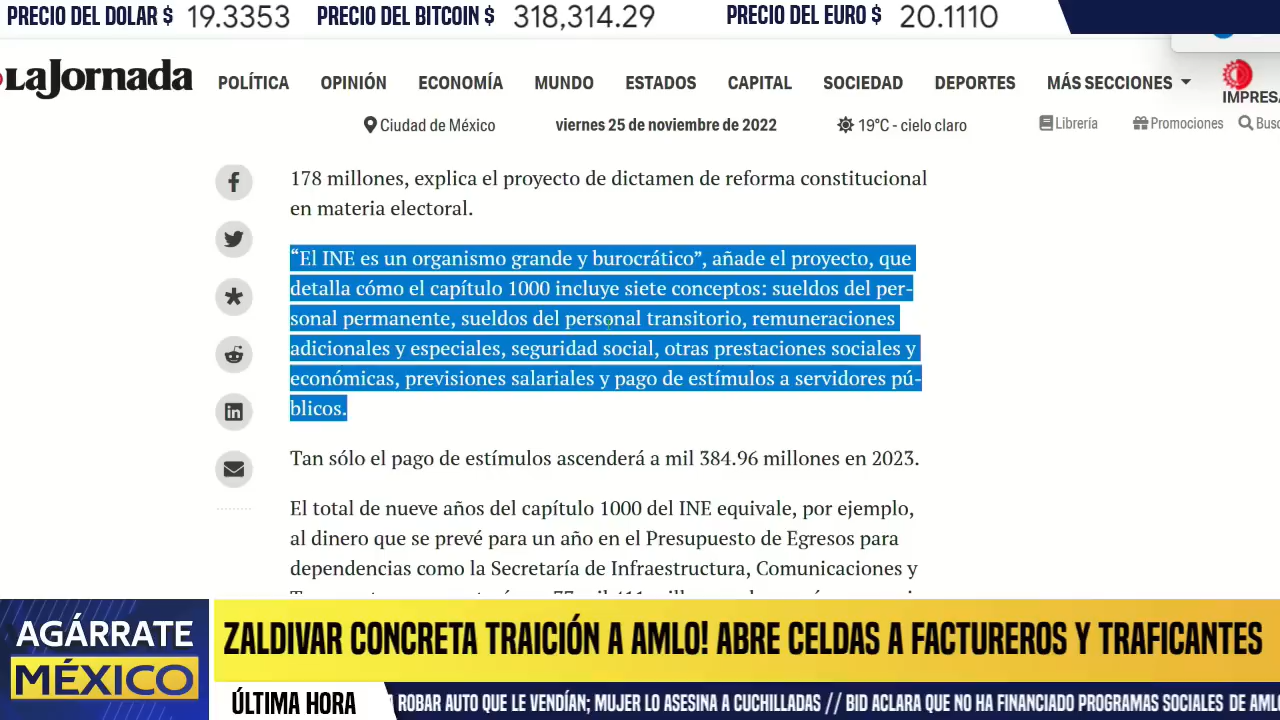 PRECIO DEL DOLAR $ 19.3353 PRECIO DEL BITCOIN $ 318,314.29 PRECIO DEL EURO $ 20.1110
LaJornada POLÍTICA OPINIÓN ECONOMÍA MUNDO ESTADOS CAPITAL SOCIEDAD DEPORTES MÁS SECCIONES IMPRESA
Ciudad de México viernes 25 de noviembre de 2022 19°C - cielo claro Librería Promociones Busc
178 millones, explica el proyecto de dictamen de reforma constitucional
en materia electoral.
“El INE es un organismo grande y burocrático”, añade el proyecto, que
detalla cómo el capítulo 1000 incluye siete conceptos: sueldos del per-
sonal permanente, sueldos del personal transitorio, remuneraciones
adicionales y especiales, seguridad social, otras prestaciones sociales y
económicas, previsiones salariales y pago de estímulos a servidores pú-
blicos.
Tan sólo el pago de estímulos ascenderá a mil 384.96 millones en 2023.
El total de nueve años del capítulo 1000 del INE equivale, por ejemplo,
al dinero que se prevé para un año en el Presupuesto de Egresos para
dependencias como la Secretaría de Infraestructura, Comunicaciones y
AGÁRRATE
MÉXICO
ZALDIVAR CONCRETA TRAICIÓN A AMLO! ABRE CELDAS A FACTUREROS Y TRAFICANTES
ÚLTIMA HORA ROBAR AUTO QUE LE VENDÍAN; MUJER LO ASESINA A CUCHILLADAS // BID ACLARA QUE NO HA FINANCIADO PROGRAMAS SOCIALES DE AML